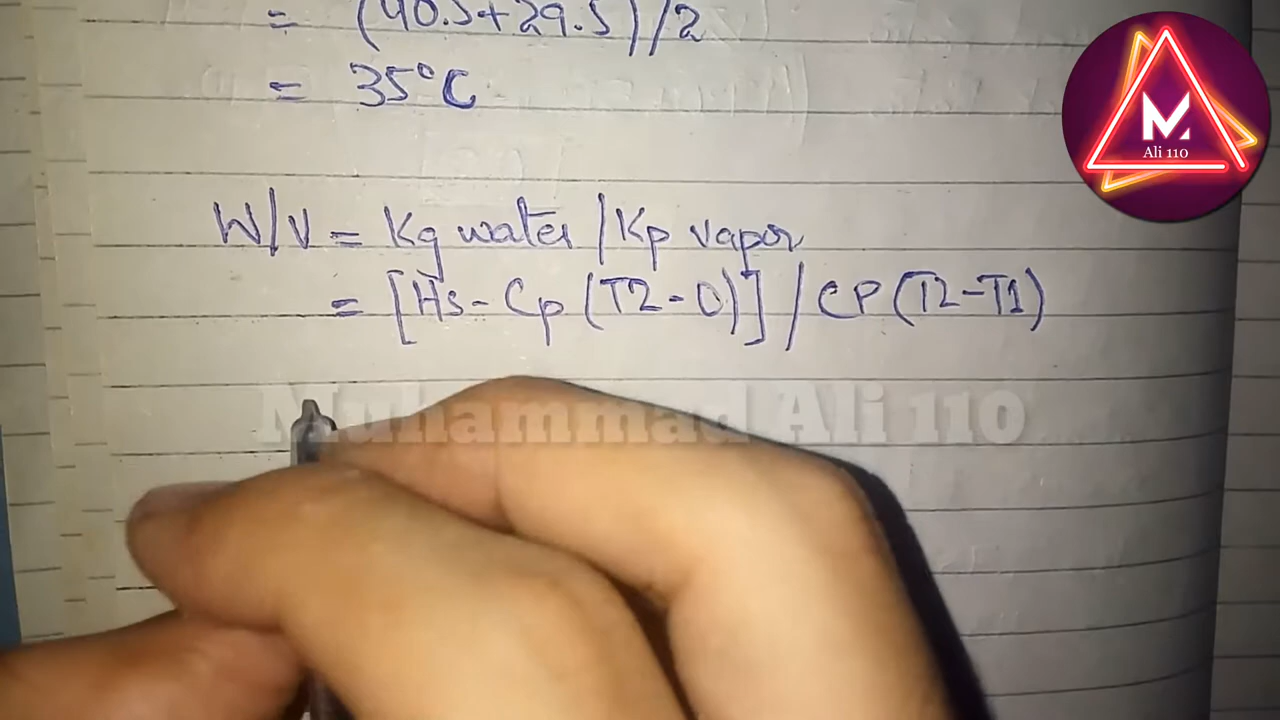 = (40.5+29.5)/2
= 35°C
M.
Ali 110
W/V = Kg water / Kp vapor
= [Hs - Cp (T2 - 0)] / CP (T2 - T1)
Muhammad Ali 110